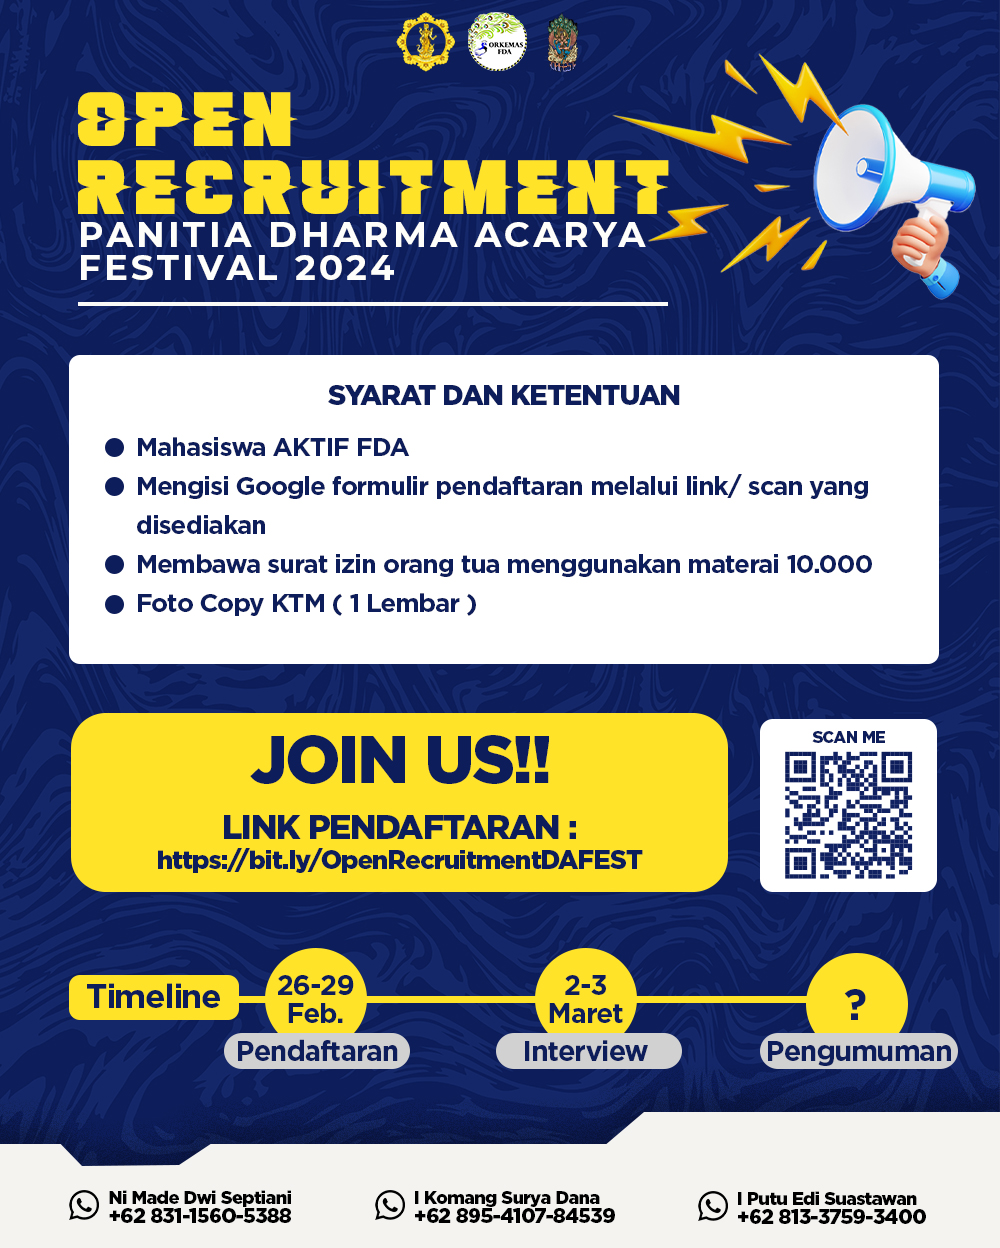 ORKEMAS
FDA
OPEN
RECRUITMENT
PANITIA DHARMA ACARYA
FESTIVAL 2024
SYARAT DAN KETENTUAN
Mahasiswa AKTIF FDA
Mengisi Google formulir pendaftaran melalui link/ scan yang
disediakan
Membawa surat izin orang tua menggunakan materai 10.000
Foto Copy KTM ( 1 Lembar )
JOIN US!!
LINK PENDAFTARAN :
https://bit.ly/OpenRecruitmentDAFEST
SCAN ME
Timeline
26-29
Feb.
Pendaftaran
2-3
Maret
Interview
?
Pengumuman
Ni Made Dwi Septiani
+62 831-1560-5388
I Komang Surya Dana
+62 895-4107-84539
I Putu Edi Suastawan
+62 813-3759-3400